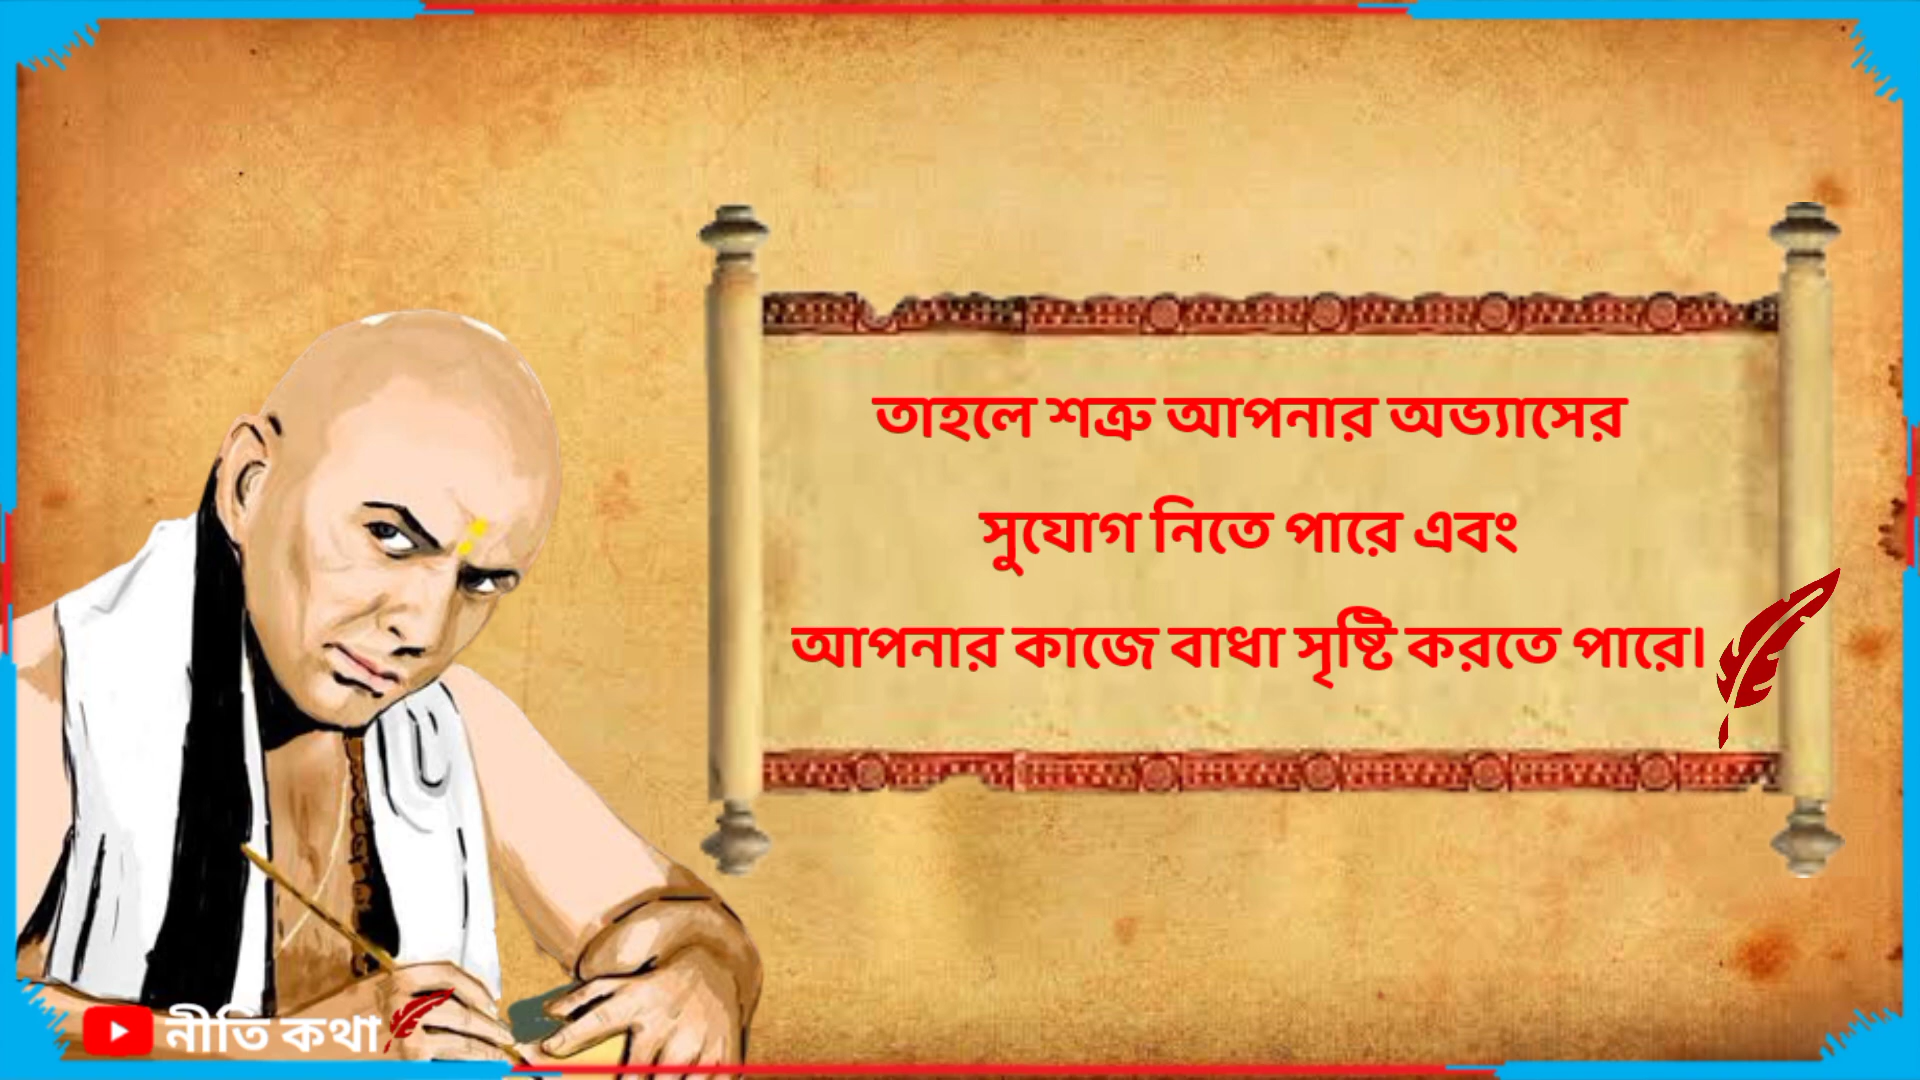 তাহলে শত্রু আপনার অভ্যাসের
সুযোগ নিতে পারে এবং
আপনার কাজে বাধা সৃষ্টি করতে পারে।
নীতি কথা